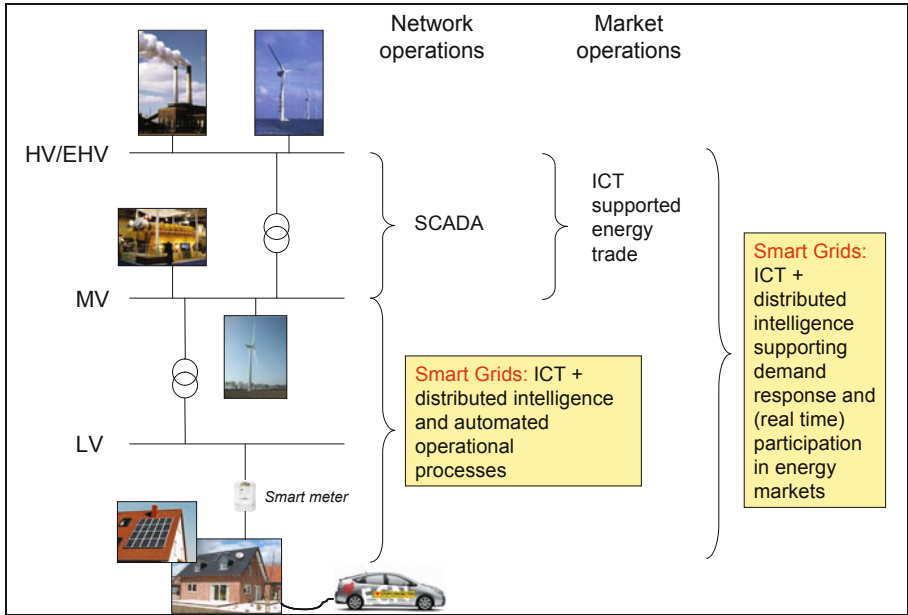 Network
operations
Market
operations
HV/EHV
SCADA
ICT
supported
energy
trade
MV
Smart Grids: ICT +
distributed intelligence
and automated
operational
processes
Smart Grids:
ICT +
distributed
intelligence
supporting
demand
response and
(real time)
participation
in energy
markets
LV
Smart meter